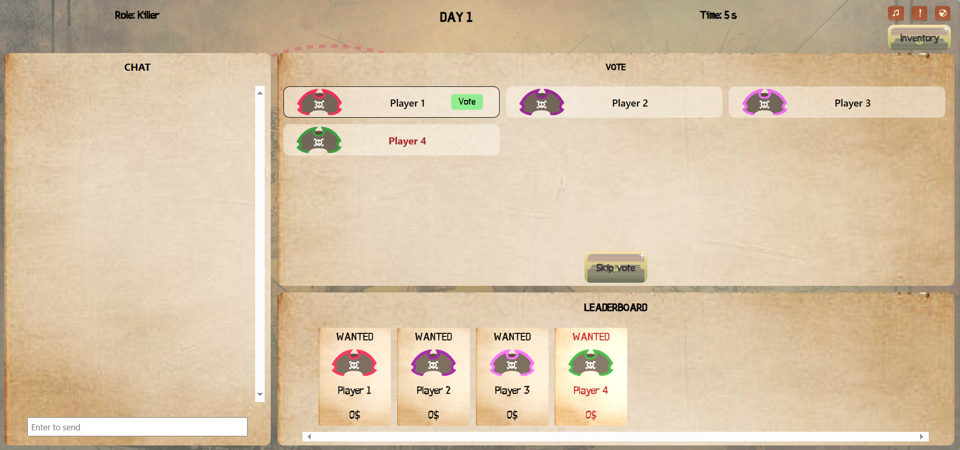 Role: Killer
DAY 1
Time: 5 s
Inventory
CHAT
Enter to send
VOTE
Player 1
Vote
Player 2
Player 3
Player 4
Skip vote
LEADERBOARD
WANTED
Player 1
0$
WANTED
Player 2
0$
WANTED
Player 3
0$
WANTED
Player 4
0$